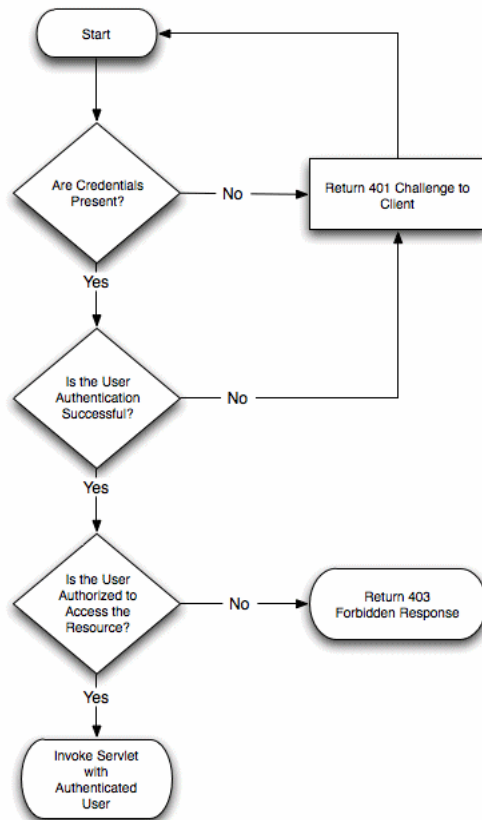 Start
Are Credentials
Present?
No
Return 401 Challenge to
Client
Yes
Is the User
Authentication
Successful?
No
Yes
Is the User
Authorized to
Access the
Resource?
No
Return 403
Forbidden Response
Yes
Invoke Servlet
with
Authenticated
User